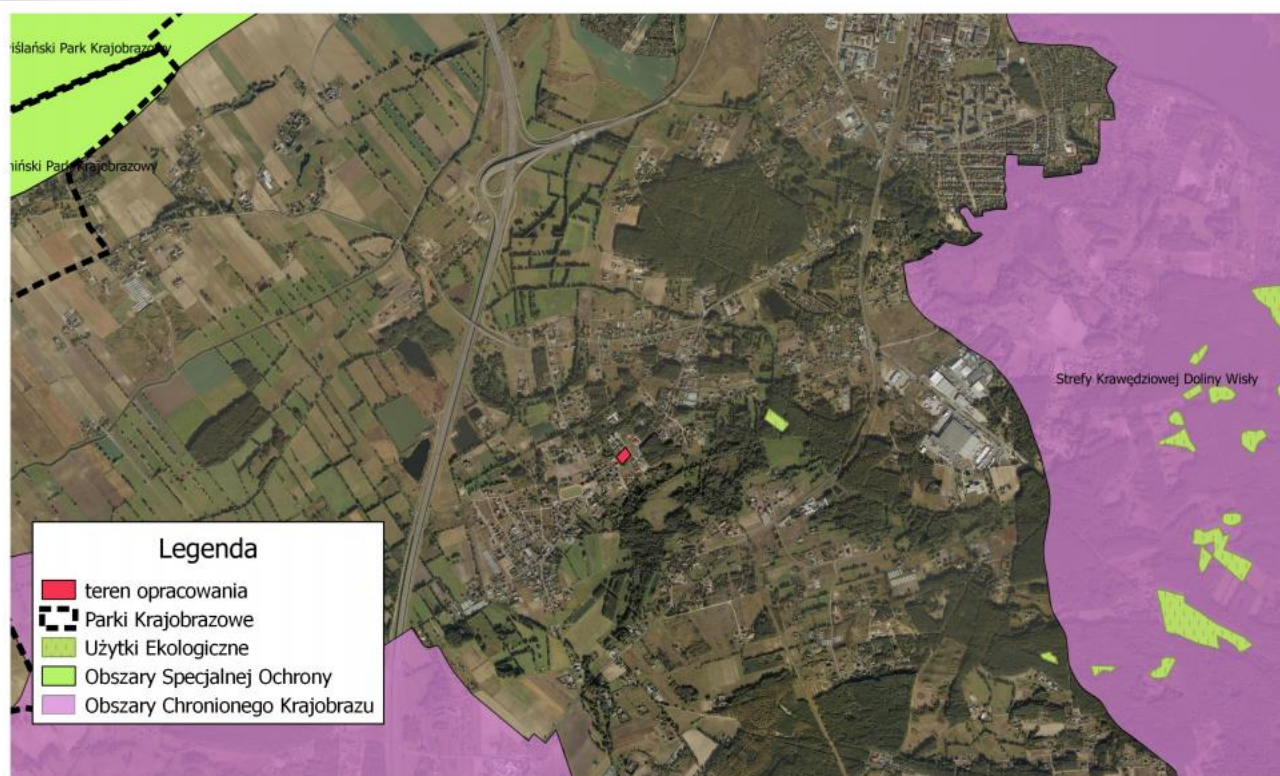 iślański Park Krajobrazowy
niński Park Krajobrazowy
Strefy Krawędziowej Doliny Wisły
Legenda
teren opracowania
Parki Krajobrazowe
Użytki Ekologiczne
Obszary Specjalnej Ochrony
Obszary Chronionego Krajobrazu